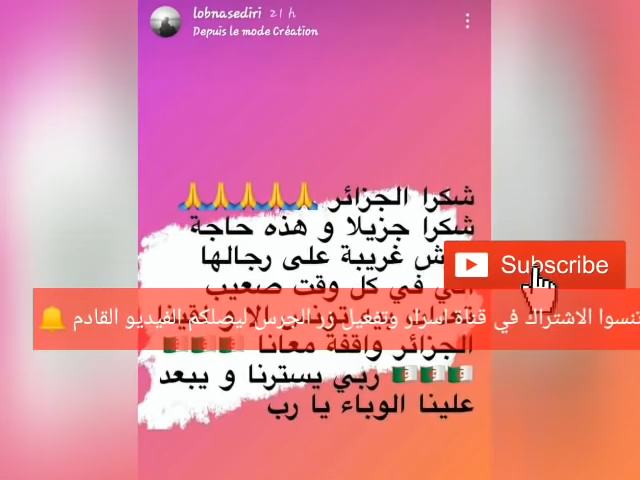 lobnasediri 21 h
Depuis le mode Création
شكرا الجزائر 🙏🙏🙏🙏🙏
شكرا جزيلا و هذه حاجة
ش غريبة على رجالها
في كل وقت صعيب
Subscribe
تنسوا الاشتراك في قناة اسرار وتفعيل زر الجرس ليصلكم الفيديو القادم 🔔
الجزائر واقفة معانا 🇩🇿🇩🇿🇩🇿
🇩🇿🇩🇿🇩🇿 ربي يسترنا و يبعد
علينا الوباء يا رب